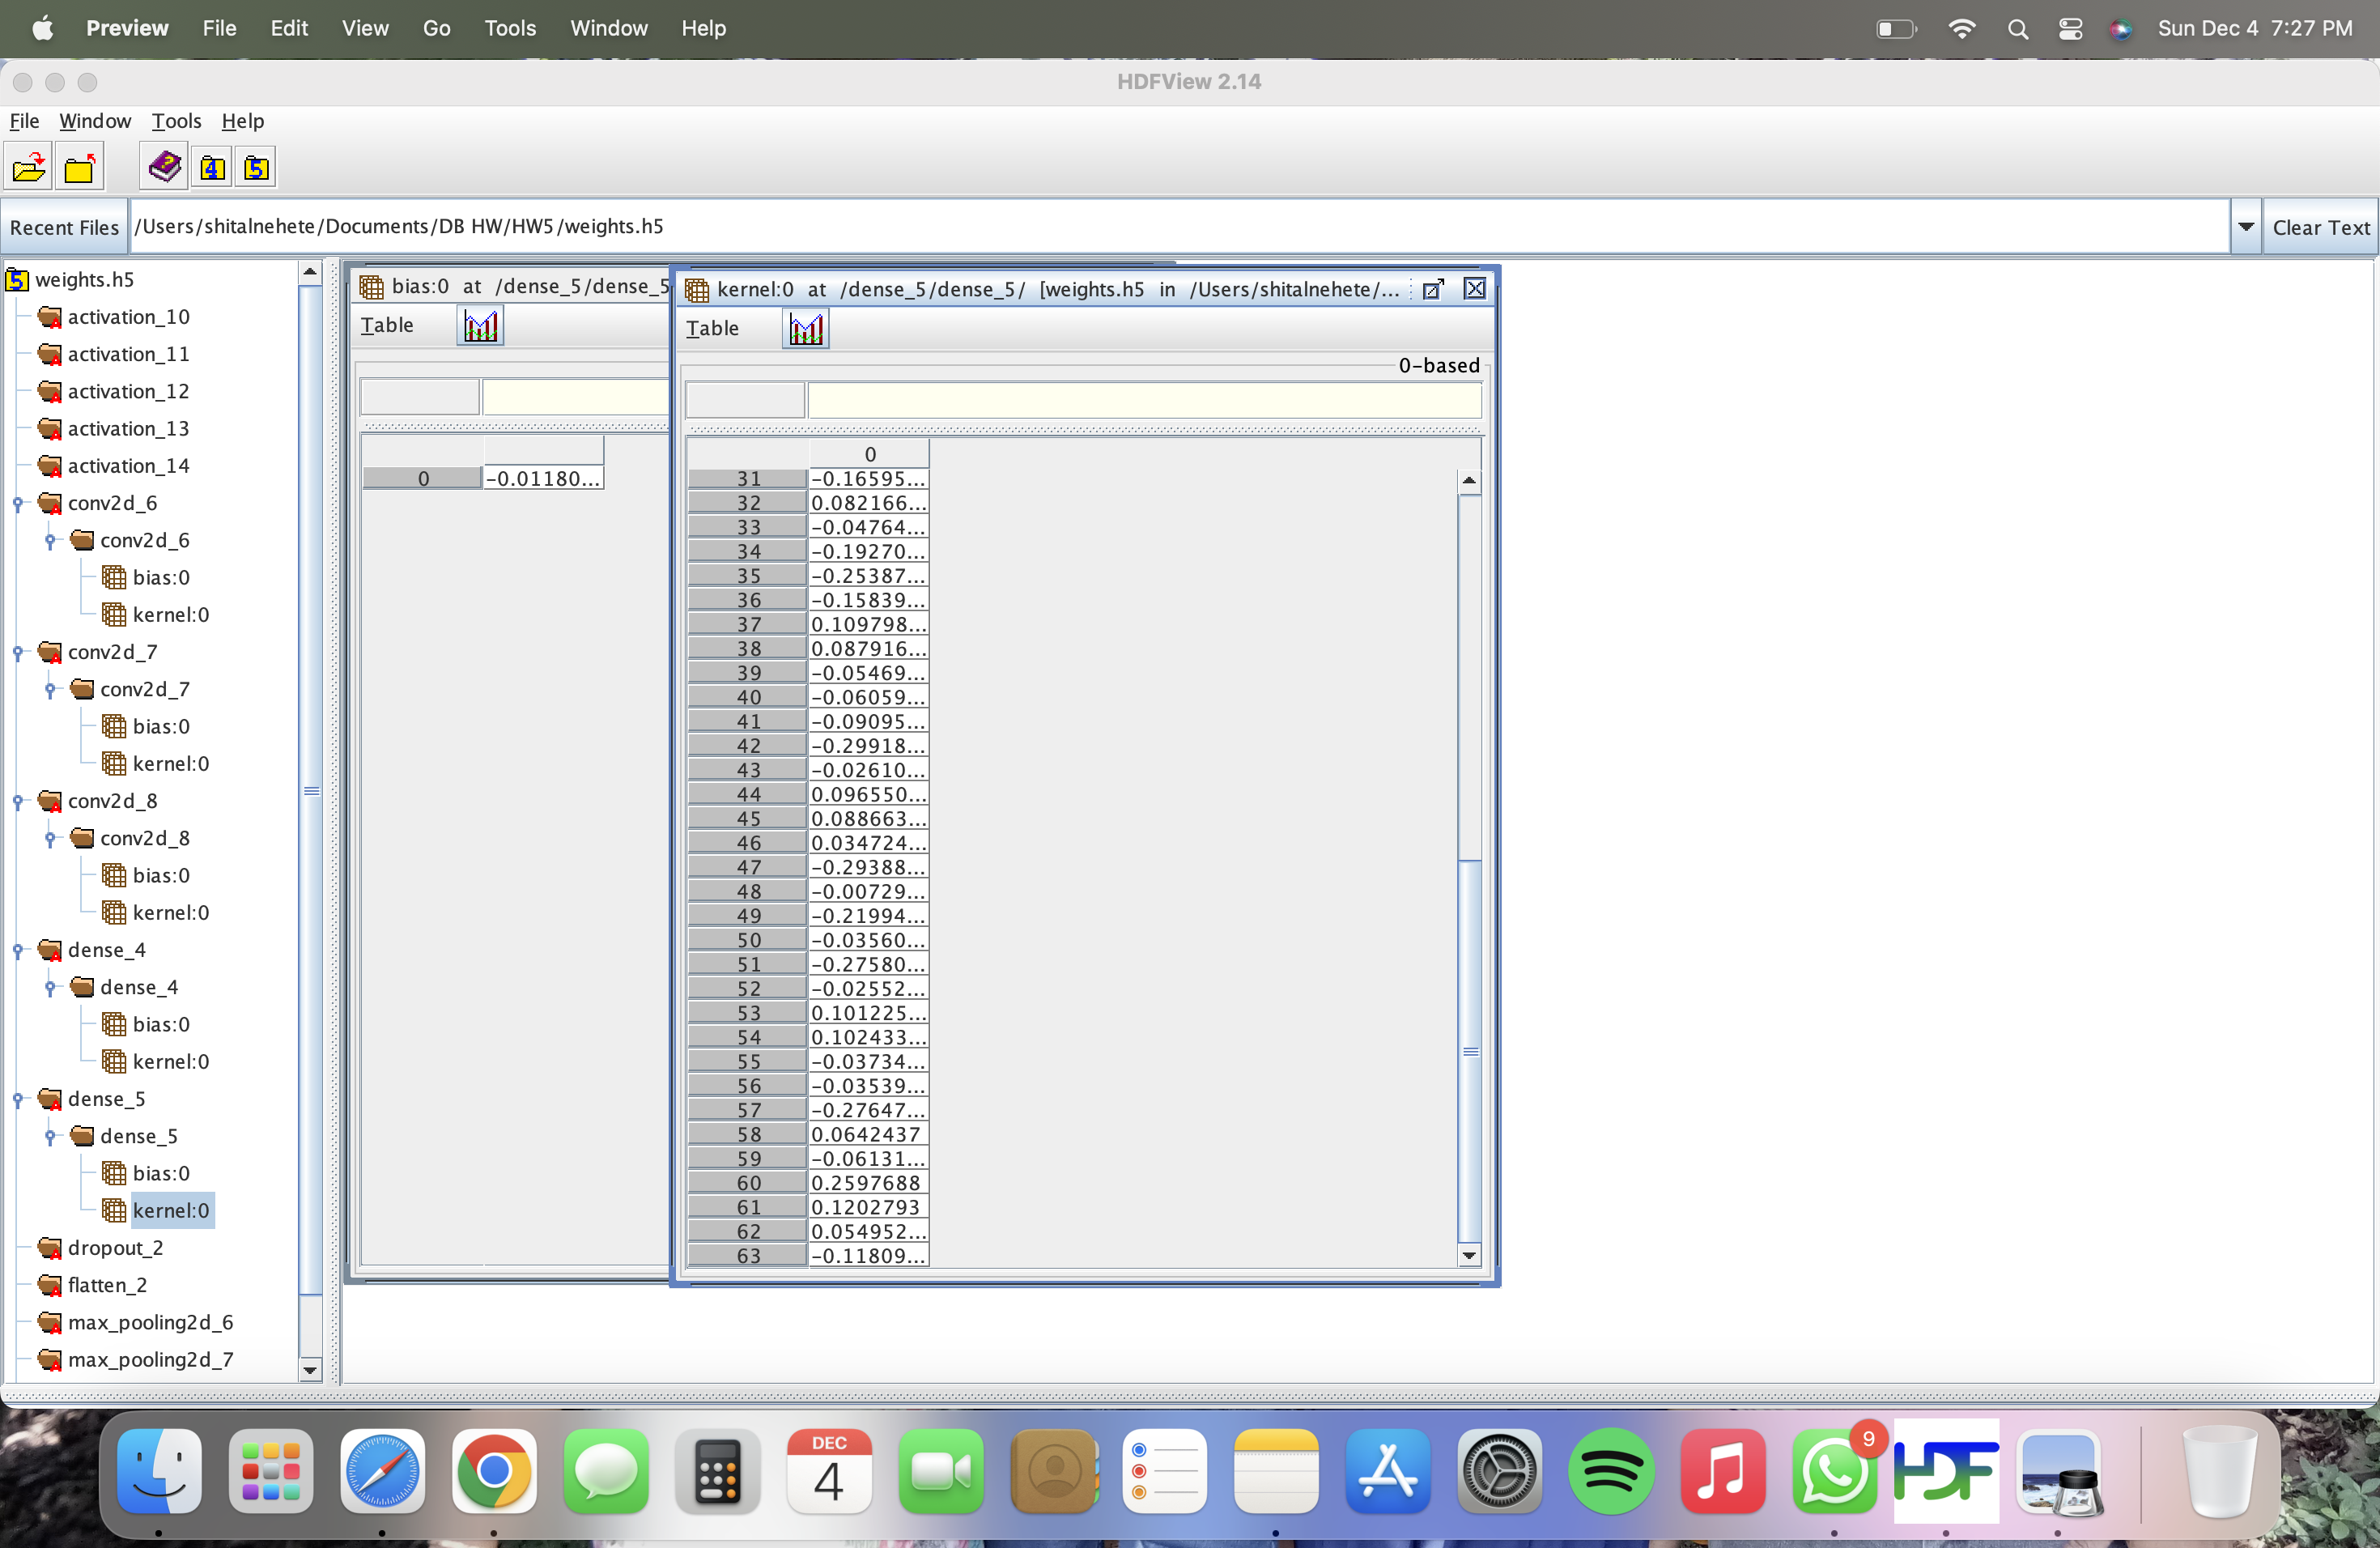 Preview File Edit View Go Tools Window Help Sun Dec 4 7:27 PM
HDFView 2.14
File Window Tools Help
4 5
Recent Files /Users/shitalnehete/Documents/DB HW/HW5/weights.h5 Clear Text
5 weights.h5
activation_10
activation_11
activation_12
activation_13
activation_14
conv2d_6
conv2d_6
bias:0
kernel:0
conv2d_7
conv2d_7
bias:0
kernel:0
conv2d_8
conv2d_8
bias:0
kernel:0
dense_4
dense_4
bias:0
kernel:0
dense_5
dense_5
bias:0
kernel:0
dropout_2
flatten_2
max_pooling2d_6
max_pooling2d_7
bias:0 at /dense_5/dense_5
Table
0 -0.01180...
kernel:0 at /dense_5/dense_5/ [weights.h5 in /Users/shitalnehete/...
Table
0-based
0
31 -0.16595...
32 0.082166...
33 -0.04764...
34 -0.19270...
35 -0.25387...
36 -0.15839...
37 0.109798...
38 0.087916...
39 -0.05469...
40 -0.06059...
41 -0.09095...
42 -0.29918...
43 -0.02610...
44 0.096550...
45 0.088663...
46 0.034724...
47 -0.29388...
48 -0.00729...
49 -0.21994...
50 -0.03560...
51 -0.27580...
52 -0.02552...
53 0.101225...
54 0.102433...
55 -0.03734...
56 -0.03539...
57 -0.27647...
58 0.0642437
59 -0.06131...
60 0.2597688
61 0.1202793
62 0.054952...
63 -0.11809...
DEC
4
9
HDF